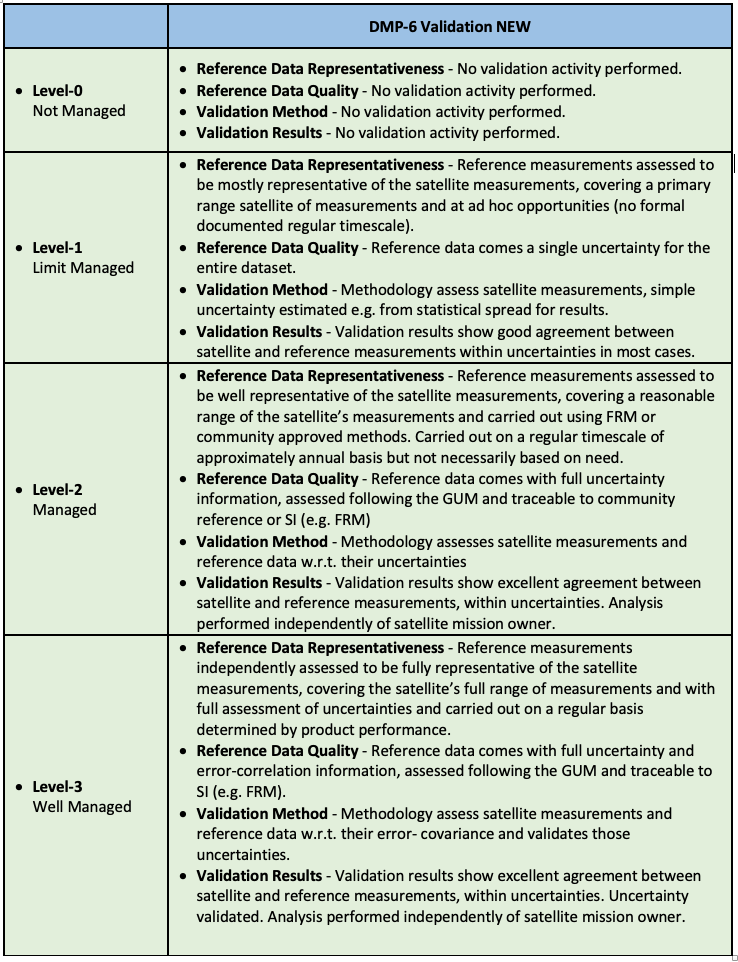 DMP-6 Validation NEW
• Level-0
Not Managed
• Reference Data Representativeness - No validation activity performed.
• Reference Data Quality - No validation activity performed.
• Validation Method - No validation activity performed.
• Validation Results - No validation activity performed.
• Level-1
Limit Managed
• Reference Data Representativeness - Reference measurements assessed to
be mostly representative of the satellite measurements, covering a primary
range satellite of measurements and at ad hoc opportunities (no formal
documented regular timescale).
• Reference Data Quality - Reference data comes a single uncertainty for the
entire dataset.
• Validation Method - Methodology assess satellite measurements, simple
uncertainty estimated e.g. from statistical spread for results.
• Validation Results - Validation results show good agreement between
satellite and reference measurements within uncertainties in most cases.
• Level-2
Managed
• Reference Data Representativeness - Reference measurements assessed to
be well representative of the satellite measurements, covering a reasonable
range of the satellite's measurements and carried out using FRM or
community approved methods. Carried out on a regular timescale of
approximately annual basis but not necessarily based on need.
• Reference Data Quality - Reference data comes with full uncertainty
information, assessed following the GUM and traceable to community
reference or SI (e.g. FRM)
• Validation Method - Methodology assesses satellite measurements and
reference data w.r.t. their uncertainties
• Validation Results - Validation results show excellent agreement between
satellite and reference measurements, within uncertainties. Analysis
performed independently of satellite mission owner.
• Level-3
Well Managed
• Reference Data Representativeness - Reference measurements
independently assessed to be fully representative of the satellite
measurements, covering the satellite's full range of measurements and with
full assessment of uncertainties and carried out on a regular basis
determined by product performance.
• Reference Data Quality - Reference data comes with full uncertainty and
error-correlation information, assessed following the GUM and traceable to
SI (e.g. FRM).
• Validation Method - Methodology assess satellite measurements and
reference data w.r.t. their error- covariance and validates those
uncertainties.
• Validation Results - Validation results show excellent agreement between
satellite and reference measurements, within uncertainties. Uncertainty
validated. Analysis performed independently of satellite mission owner.